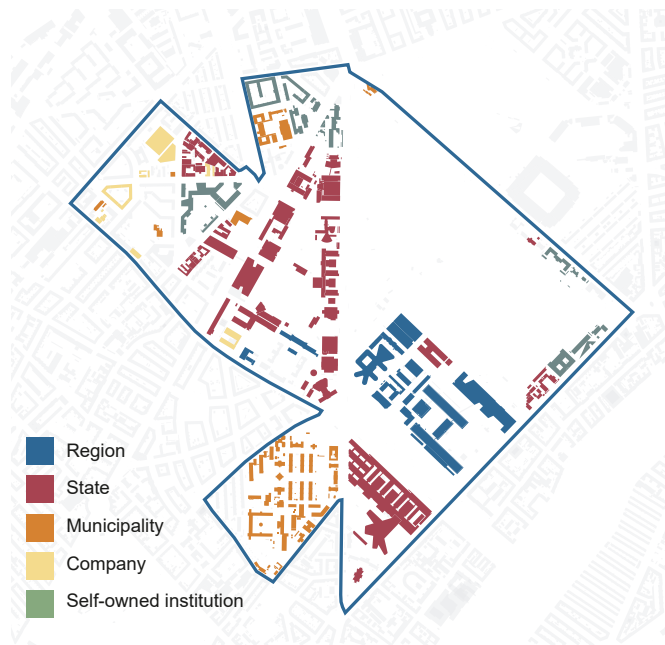 Region
State
Municipality
Company
Self-owned institution